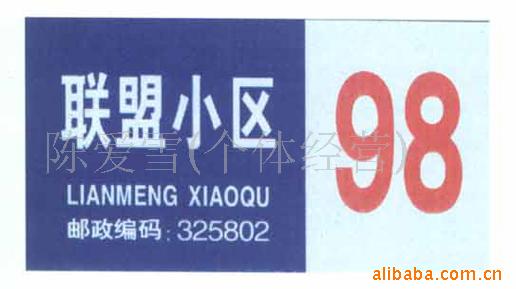 联盟小区
98
陈爱雪(个体经营)
LIANMENG XIAOQU
邮政编码:325802
alibaba.com.cn